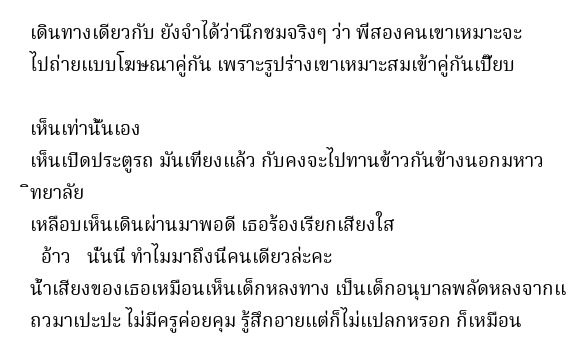 เดินทางเดียวกับ ยังจำได้ว่านึกชมจริงๆ ว่า พี่สองคนเขาเหมาะจะ
ไปถ่ายแบบโฆษณาคู่กัน เพราะรูปร่างเขาเหมาะสมเข้าคู่กันเปี๊ยบ
เห็นเท่านั้นเอง
เห็นเปิดประตูรถ มันเที่ยงแล้ว กับคงจะไปทานข้าวกันข้างนอกมหาว
ิทยาลัย
เหลือบเห็นเดินผ่านมาพอดี เธอร้องเรียกเสียงใส
อ้าว นั่นนี ทำไมมาถึงนี่คนเดียวล่ะคะ
น้ำเสียงของเธอเหมือนเห็นเด็กหลงทาง เป็นเด็กอนุบาลพลัดหลงจากแ
ถวมาเปะปะ ไม่มีครูค่อยคุม รู้สึกอายแต่ก็ไม่แปลกหรอก ก็เหมือน